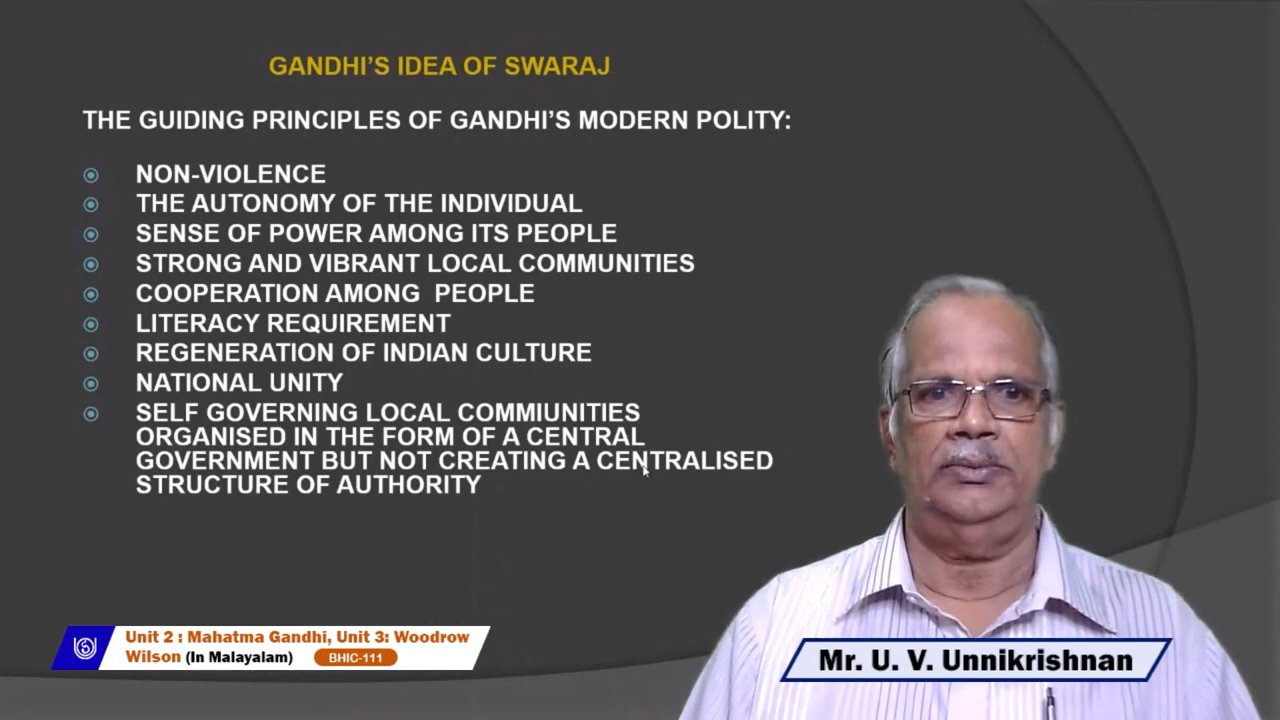 GANDHI'S IDEA OF SWARAJ
THE GUIDING PRINCIPLES OF GANDHI'S MODERN POLITY:
NON-VIOLENCE
THE AUTONOMY OF THE INDIVIDUAL
SENSE OF POWER AMONG ITS PEOPLE
STRONG AND VIBRANT LOCAL COMMUNITIES
COOPERATION AMONG PEOPLE
LITERACY REQUIREMENT
REGENERATION OF INDIAN CULTURE
NATIONAL UNITY
SELF GOVERNING LOCAL COMMIUNITIES
ORGANISED IN THE FORM OF A CENTRAL
GOVERNMENT BUT NOT CREATING A CENTRALISED
STRUCTURE OF AUTHORITY
Unit 2 : Mahatma Gandhi, Unit 3: Woodrow
Wilson (In Malayalam) BHIC-111
Mr. U. V. Unnikrishnan